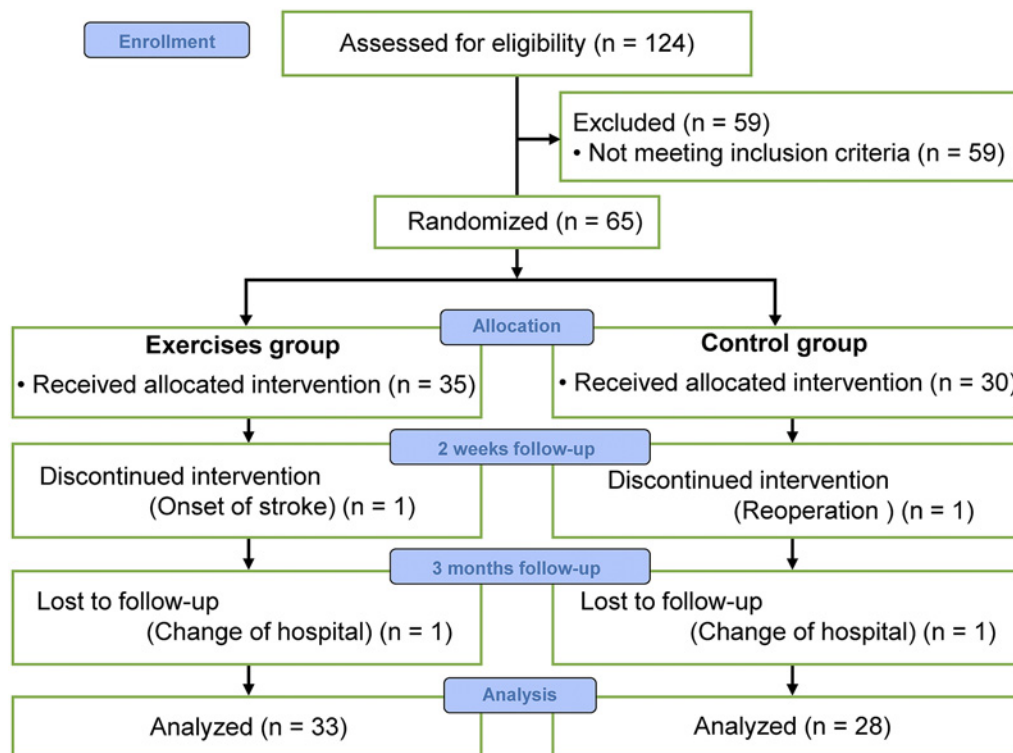 Enrollment
Assessed for eligibility (n = 124)
Excluded (n = 59)
• Not meeting inclusion criteria (n = 59)
Randomized (n = 65)
Allocation
Exercises group
• Received allocated intervention (n = 35)
Control group
• Received allocated intervention (n = 30)
2 weeks follow-up
Discontinued intervention
(Onset of stroke) (n = 1)
Discontinued intervention
(Reoperation ) (n = 1)
3 months follow-up
Lost to follow-up
(Change of hospital) (n = 1)
Lost to follow-up
(Change of hospital) (n = 1)
Analysis
Analyzed (n = 33)
Analyzed (n = 28)